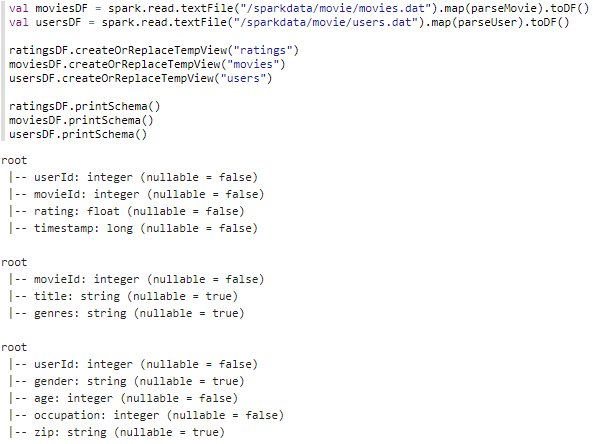 val moviesDF = spark.read.textFile("/sparkdata/movie/movies.dat").map(parseMovie).toDF()
val usersDF = spark.read.textFile("/sparkdata/movie/users.dat").map(parseUser).toDF()
ratingsDF.createOrReplaceTempView("ratings")
moviesDF.createOrReplaceTempView("movies")
usersDF.createOrReplaceTempView("users")
ratingsDF.printSchema()
moviesDF.printSchema()
usersDF.printSchema()
root
|-- userId: integer (nullable = false)
|-- movieId: integer (nullable = false)
|-- rating: float (nullable = false)
|-- timestamp: long (nullable = false)
root
|-- movieId: integer (nullable = false)
|-- title: string (nullable = true)
|-- genres: string (nullable = true)
root
|-- userId: integer (nullable = false)
|-- gender: string (nullable = true)
|-- age: integer (nullable = false)
|-- occupation: integer (nullable = false)
|-- zip: string (nullable = true)